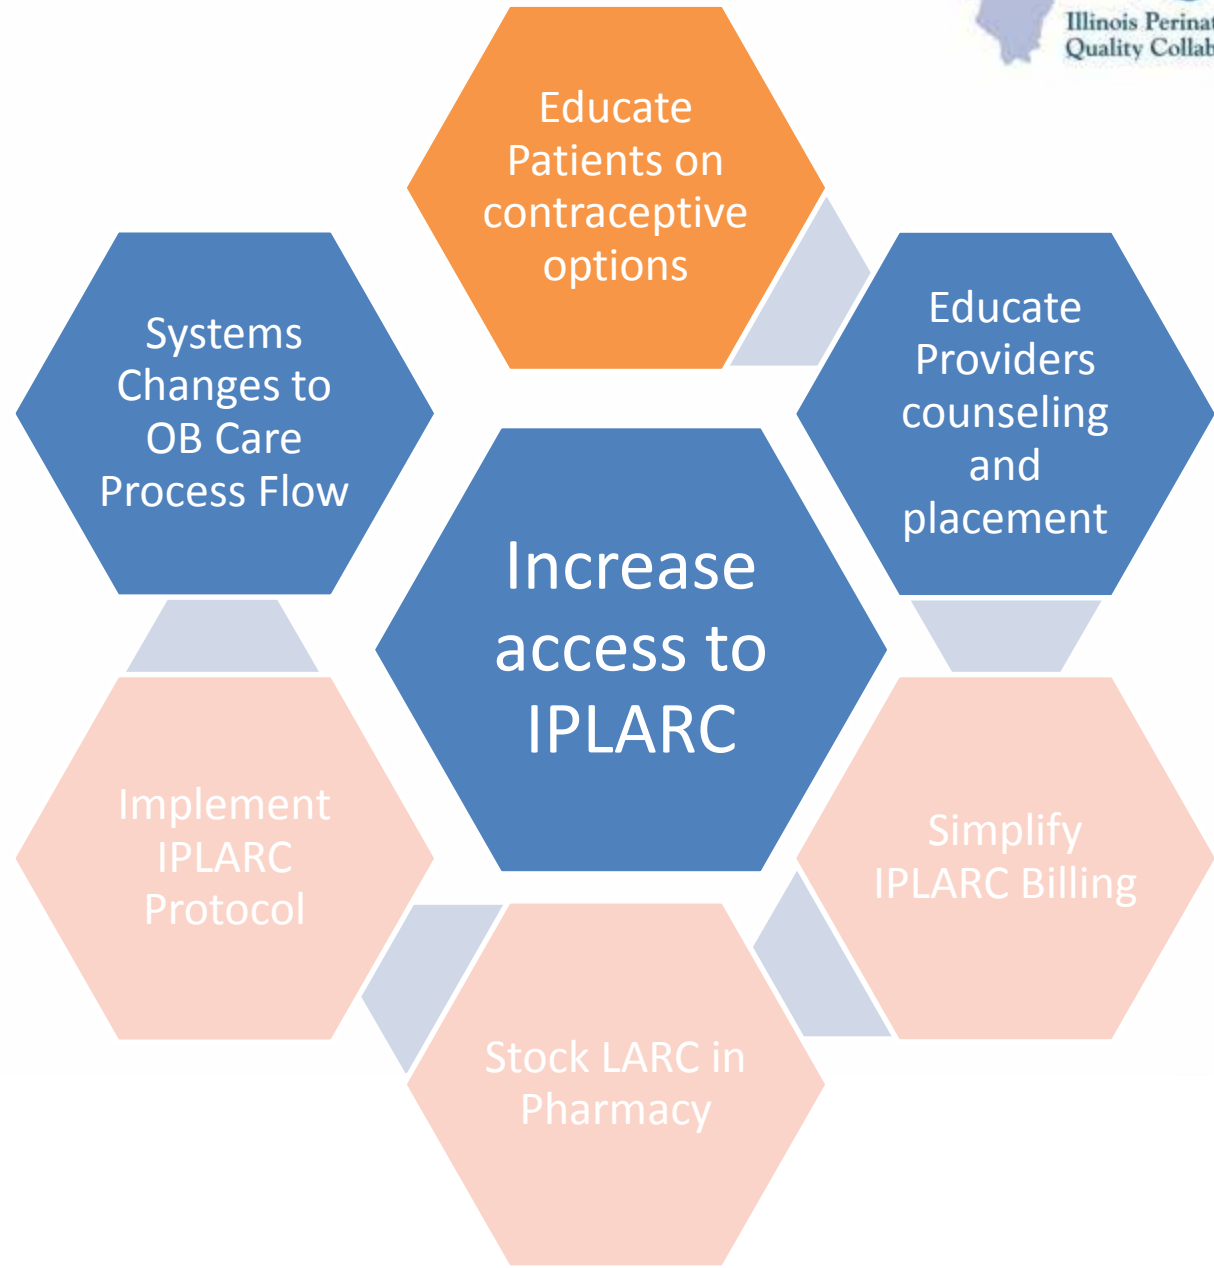 Illinois Perinat
Quality Collab
Educate
Patients on
contraceptive
options
Educate
Providers
counseling
and
placement
Simplify
IPLARC Billing
Stock LARC in
Pharmacy
Implement
IPLARC
Protocol
Systems
Changes to
OB Care
Process Flow
Increase
access to
IPLARC